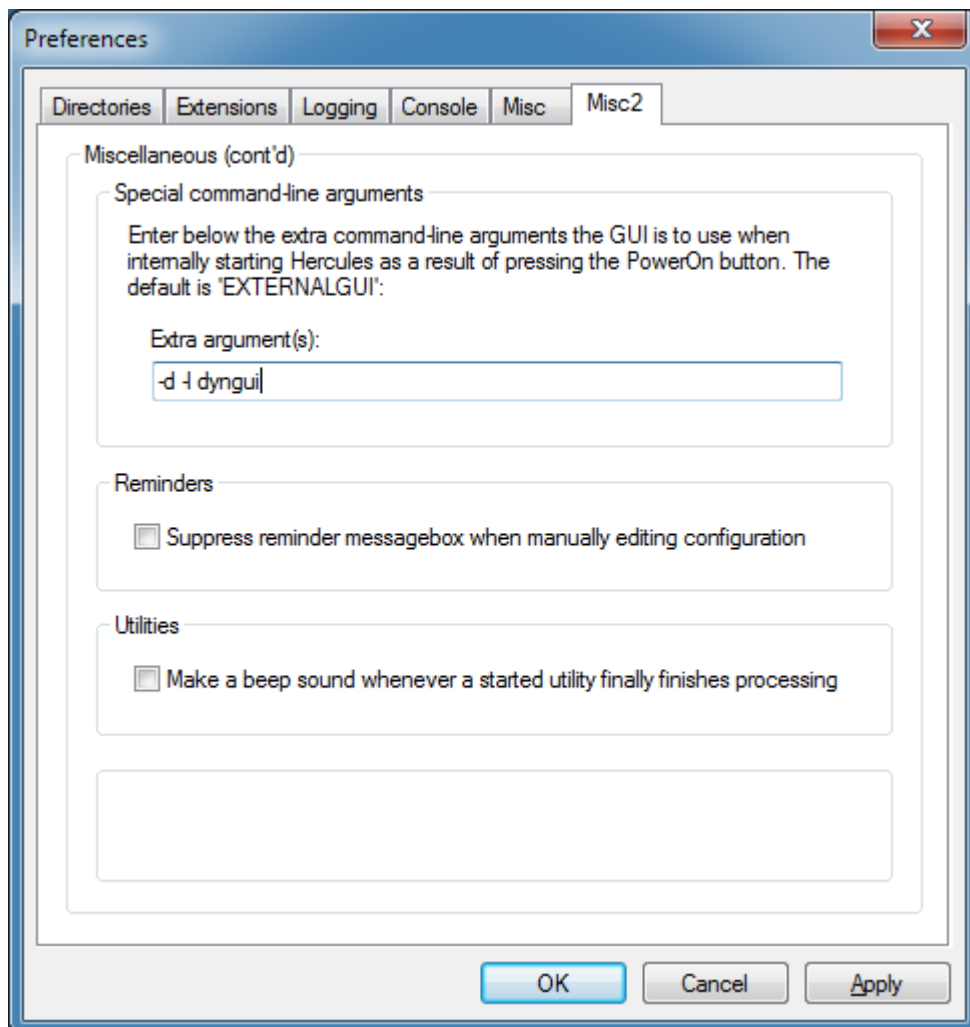 Preferences
Directories Extensions Logging Console Misc Misc2
Miscellaneous (cont'd)
Special command-line arguments
Enter below the extra command-line arguments the GUI is to use when
internally starting Hercules as a result of pressing the PowerOn button. The
default is "EXTERNALGUI":
Extra argument(s):
-d -l dyngui
Reminders
Suppress reminder messagebox when manually editing configuration
Utilities
Make a beep sound whenever a started utility finally finishes processing
OK Cancel Apply